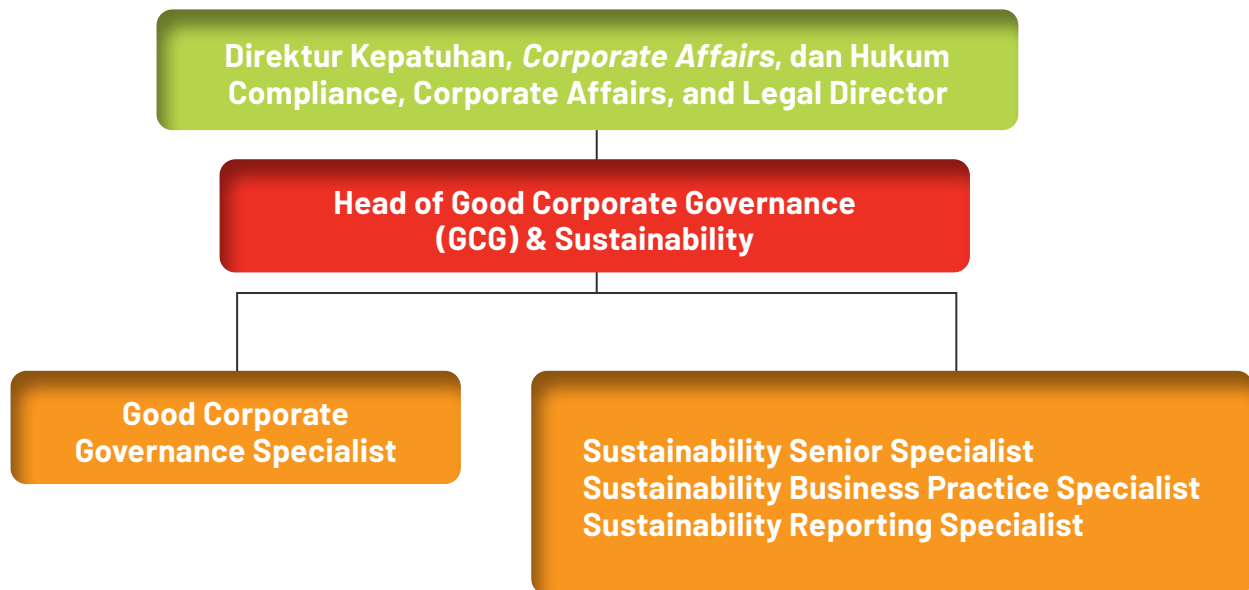 Direktur Kepatuhan, Corporate Affairs, dan Hukum
Compliance, Corporate Affairs, and Legal Director
Head of Good Corporate Governance
(GCG) & Sustainability
Good Corporate
Governance Specialist
Sustainability Senior Specialist
Sustainability Business Practice Specialist
Sustainability Reporting Specialist